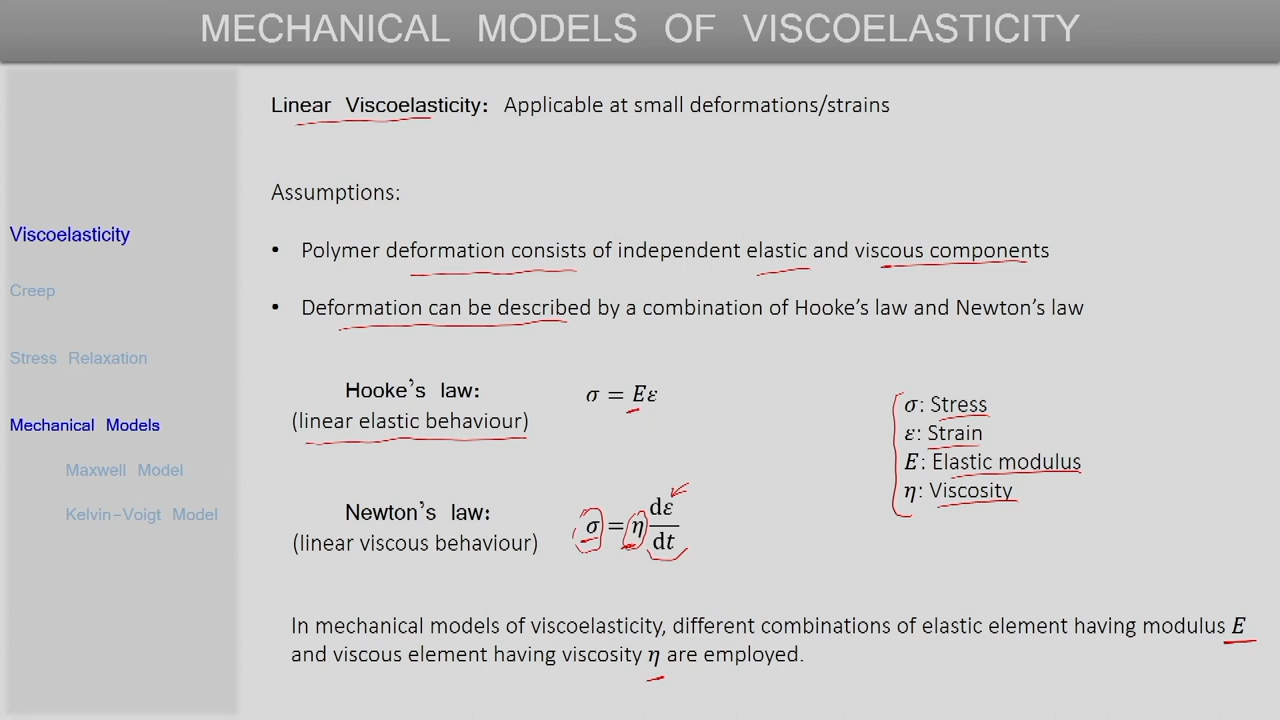 MECHANICAL MODELS OF VISCOELASTICITY
Linear Viscoelasticity: Applicable at small deformations/strains
Assumptions:
• Polymer deformation consists of independent elastic and viscous components
• Deformation can be described by a combination of Hooke's law and Newton's law
Hooke's law: σ = Eε
(linear elastic behaviour)
σ: Stress
ε: Strain
E: Elastic modulus
η: Viscosity
Newton's law: σ = η dε/dt
(linear viscous behaviour)
In mechanical models of viscoelasticity, different combinations of elastic element having modulus E
and viscous element having viscosity η are employed.
Viscoelasticity
Creep
Stress Relaxation
Mechanical Models
Maxwell Model
Kelvin-Voigt Model